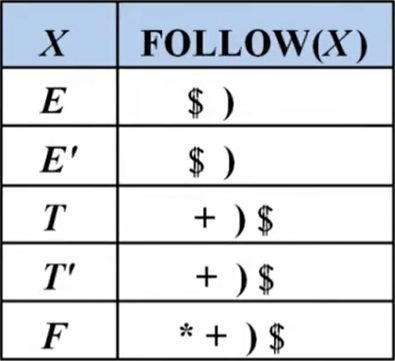 X FOLLOW(X)
E $ )
E' $ )
T + ) $
T' + ) $
F * + ) $